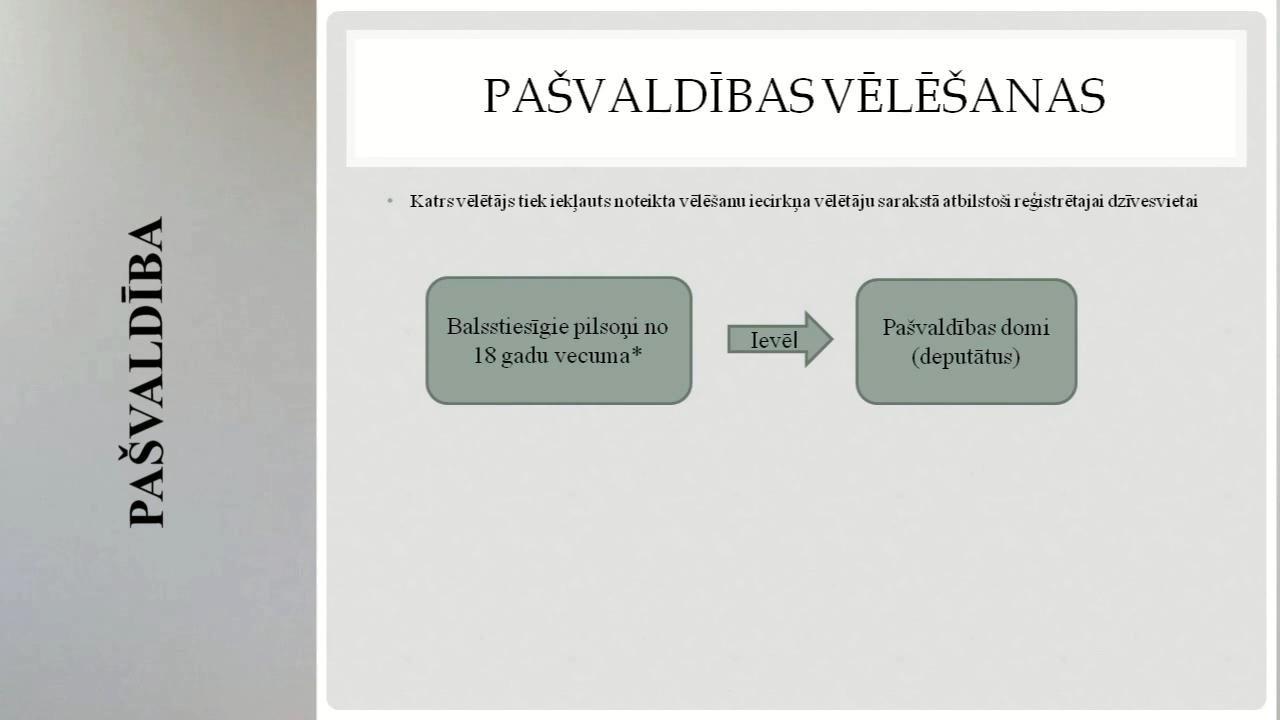 PAŠVALDĪBA
PAŠVALDĪBAS VĒLĒŠANAS
• Katrs vēlētājs tiek iekļauts noteikta vēlēšanu iecirkņa vēlētāju sarakstā atbilstoši reģistrētajai dzīvesvietai
Balsstiesīgie pilsoņi no
18 gadu vecuma*
Ievēl
Pašvaldības domi
(deputātus)